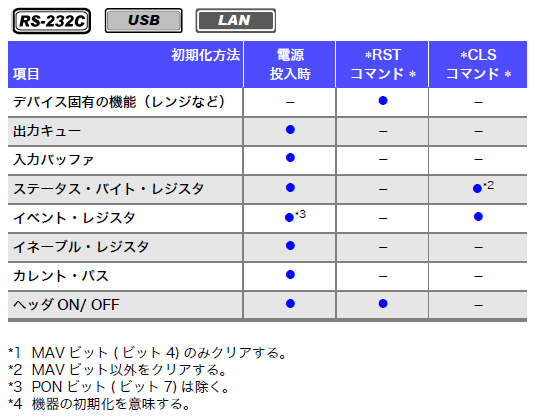 RS-232C USB LAN
初期化方法 電源 *RST *CLS
項目 投入時 コマンド * コマンド *
デバイス固有の機能（レンジなど） – ● –
出力キュー ● – –
入力バッファ ● – –
ステータス・バイト・レジスタ ● – ●*2
イベント・レジスタ ●*3 – ●
イネーブル・レジスタ ● – –
カレント・パス ● – –
ヘッダ ON/ OFF ● ● –
*1 MAV ビット ( ビット 4) のみクリアする。
*2 MAV ビット以外をクリアする。
*3 PON ビット ( ビット 7) は除く。
*4 機器の初期化を意味する。